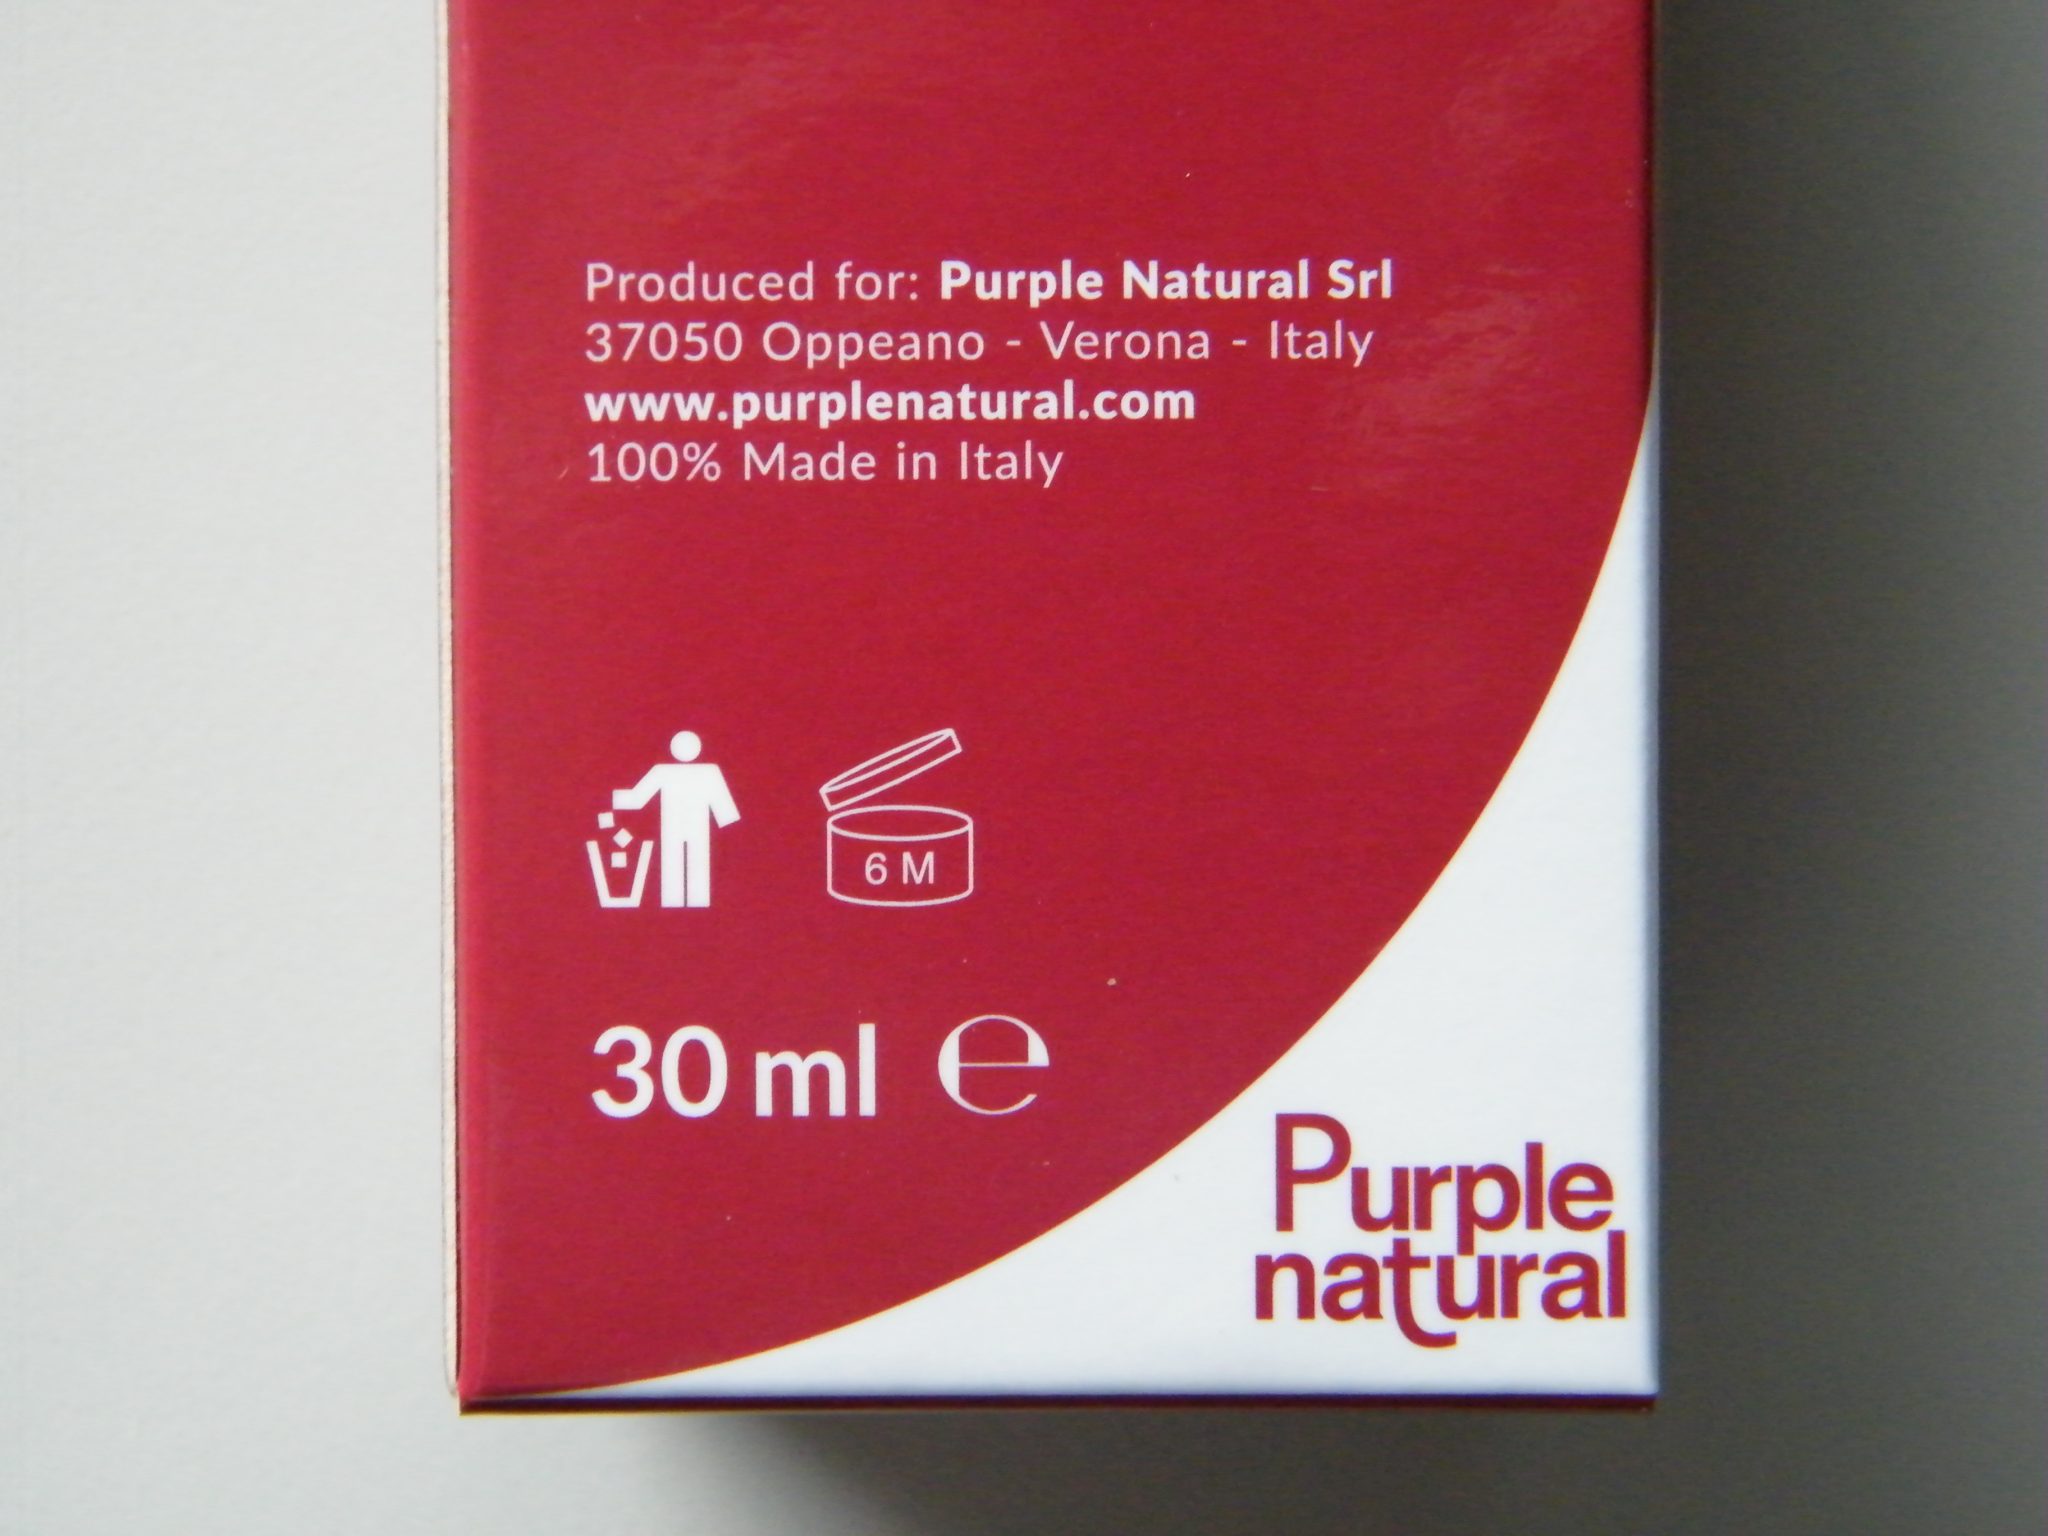 Produced for: Purple Natural Srl
37050 Oppeano - Verona - Italy
www.purplenatural.com
100% Made in Italy
6 M
30 ml ℮
Purple
natural